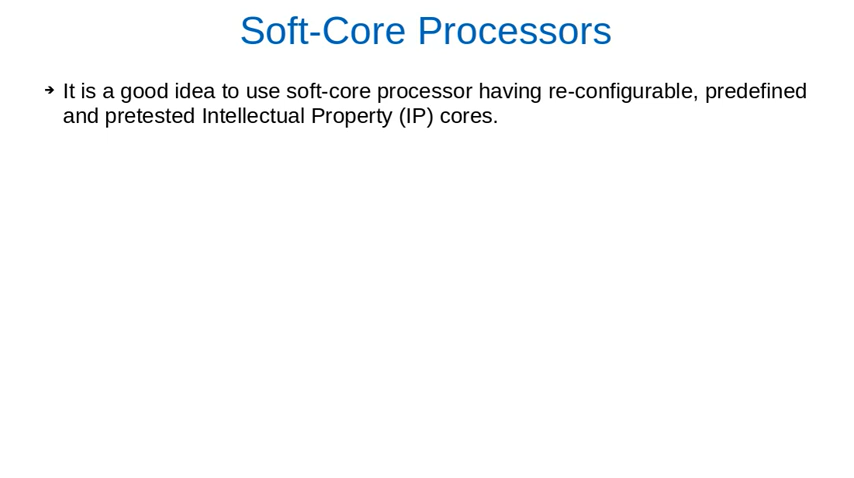 Soft-Core Processors
➔ It is a good idea to use soft-core processor having re-configurable, predefined
and pretested Intellectual Property (IP) cores.